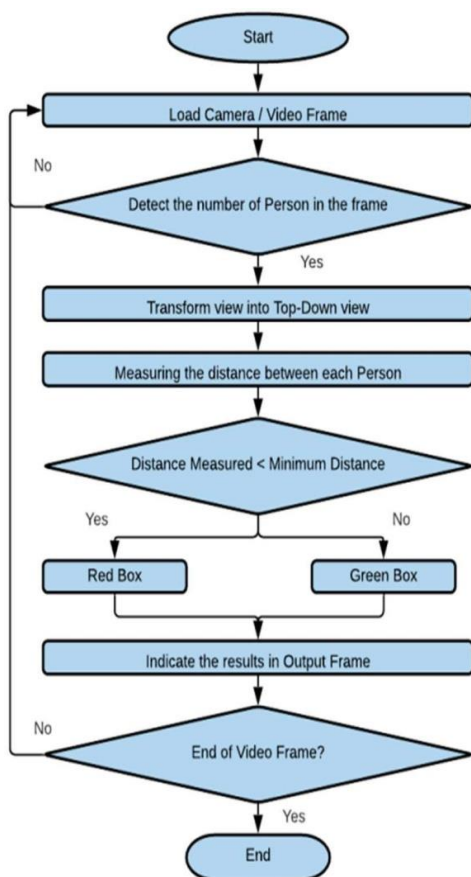 Start
Load Camera / Video Frame
No
Detect the number of Person in the frame
Yes
Transform view into Top-Down view
Measuring the distance between each Person
Distance Measured < Minimum Distance
Yes
No
Red Box
Green Box
Indicate the results in Output Frame
No
End of Video Frame?
Yes
End